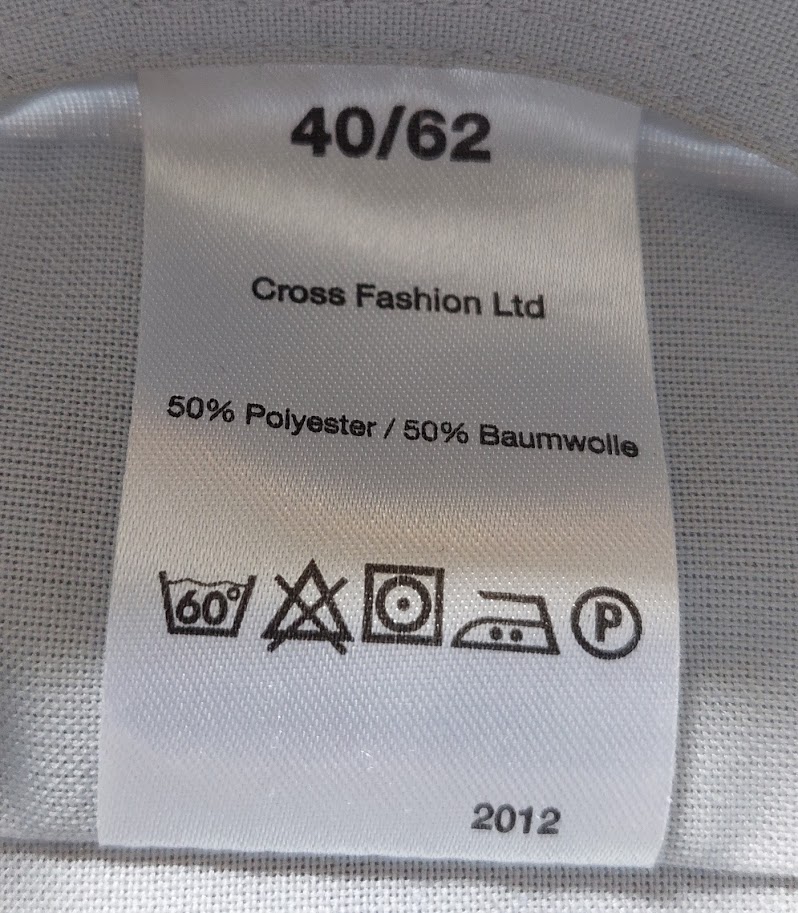 40/62
Cross Fashion Ltd
50% Polyester / 50% Baumwolle
60° P
2012